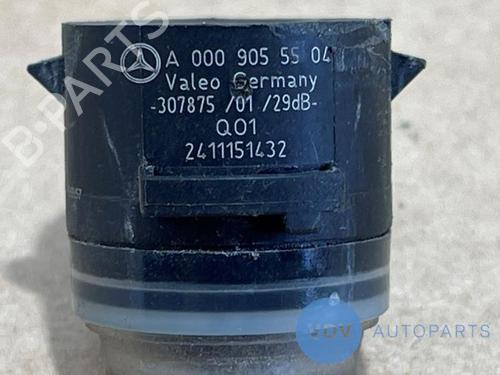 A 000 905 55 04
Valeo Germany
-307875 /01 /29dB-
Q01
2411151432
B-PARTS
VDV AUTOPARTS